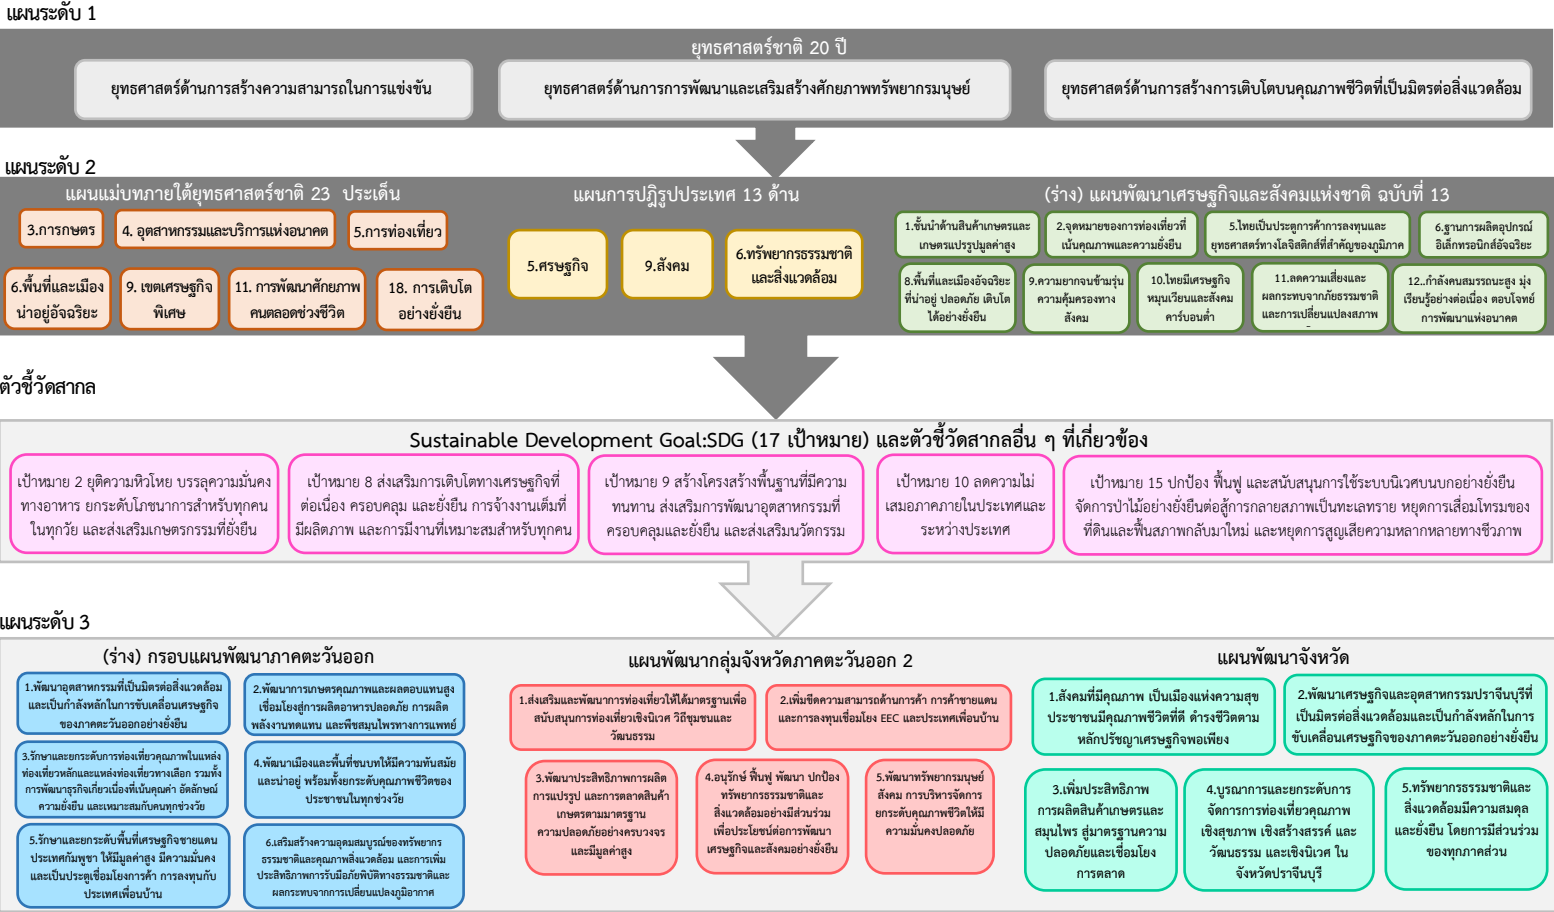 แผนระดับ 1
ยุทธศาสตร์ชาติ 20 ปี
ยุทธศาสตร์ด้านการสร้างความสามารถในการแข่งขัน
ยุทธศาสตร์ด้านการการพัฒนาและเสริมสร้างศักยภาพทรัพยากรมนุษย์
ยุทธศาสตร์ด้านการสร้างการเติบโตบนคุณภาพชีวิตที่เป็นมิตรต่อสิ่งแวดล้อม
แผนระดับ 2
แผนแม่บทภายใต้ยุทธศาสตร์ชาติ 23 ประเด็น
3.การกษตร
4. อุตสาหกรรมและบริการแห่งอนาคต
5.การท่องเที่ยว
6.พื้นที่และเมือง
น่าอยู่อัจฉริยะ
9. เขตเศรษฐกิจ
พิเศษ
11. การพัฒนาศักยภาพ
คนตลอดช่วงชีวิต
18. การเติบโต
อย่างยั่งยืน
แผนการปฎิรูปประเทศ 13 ด้าน
5.ศรษฐกิจ
9.สังคม
6.ทรัพยากรธรรมชาติ
และสิ่งแวดล้อม
(ร่าง) แผนพัฒนาเศรษฐกิจและสังคมแห่งชาติ ฉบับที่ 13
1.ชั้นนำด้านสินค้าเกษตรและ
เกษตรแปรรูปมูลค่าสูง
2.จุดหมายของการท่องเที่ยวที่
เน้นคุณภาพและความยั่งยืน
5.ไทยเป็นประตูการค้าการลงทุนและ
ยุทธศาสตร์ทางโลจิสติกส์ที่สำคัญของภูมิภาค
6.ฐานการผลิตอุปกรณ์
อิเล็กทรอนิกส์อัจฉริยะ
8.พื้นที่และเมืองอัจฉริยะ
ที่น่าอยู่ ปลอดภัย เติบโต
ได้อย่างยั่งยืน
9.ความยากจนข้ามรุ่น
ความคุ้มครองทาง
สังคม
10.ไทยมีเศรษฐกิจ
หมุนเวียนและสังคม
คาร์บอนต่ำ
11.ลดความเสี่ยงและ
ผลกระทบจากภัยธรรมชาติ
และการเปลี่ยนแปลงสภาพ
12..กำลังคนสมรรถนะสูง มุ่ง
เรียนรู้อย่างต่อเนื่อง ตอบโจทย์
การพัฒนาแห่งอนาคต
ตัวชี้วัดสากล
Sustainable Development Goal:SDG (17 เป้าหมาย) และตัวชี้วัดสากลอื่น ๆ ที่เกี่ยวข้อง
เป้าหมาย 2 ยุติความหิวโหย บรรลุความมั่นคง
ทางอาหาร ยกระดับโภชนาการสำหรับทุกคน
ในทุกวัย และส่งเสริมเกษตรกรรมที่ยั่งยืน
เป้าหมาย 8 ส่งเสริมการเติบโตทางเศรษฐกิจที่
ต่อเนื่อง ครอบคลุม และยั่งยืน การจ้างงานเต็มที่
มีผลิตภาพ และการมีงานที่เหมาะสมสำหรับทุกคน
เป้าหมาย 9 สร้างโครงสร้างพื้นฐานที่มีความ
ทนทาน ส่งเสริมการพัฒนาอุตสาหกรรมที่
ครอบคลุมและยั่งยืน และส่งเสริมนวัตกรรม
เป้าหมาย 10 ลดความไม่
เสมอภาคภายในประเทศและ
ระหว่างประเทศ
เป้าหมาย 15 ปกป้อง ฟื้นฟู และสนับสนุนการใช้ระบบนิเวศบนบกอย่างยั่งยืน
จัดการป่าไม้อย่างยั่งยืนต่อสู้การกลายสภาพเป็นทะเลทราย หยุดการเสื่อมโทรมของ
ที่ดินและฟื้นสภาพกลับมาใหม่ และหยุดการสูญเสียความหลากหลายทางชีวภาพ
แผนระดับ 3
(ร่าง) กรอบแผนพัฒนาภาคตะวันออก
1.พัฒนาอุตสาหกรรมที่เป็นมิตรต่อสิ่งแวดล้อม
และเป็นกำลังหลักในการขับเคลื่อนเศรษฐกิจ
ของภาคตะวันออกอย่างยั่งยืน
2.พัฒนาการเกษตรคุณภาพและผลตอบแทนสูง
เชื่อมโยงสู่การผลิตอาหารปลอดภัย การผลิต
พลังงานทดแทน และพืชสมุนไพรทางการแพทย์
3.รักษาและยกระดับการท่องเที่ยวคุณภาพในแหล่ง
ท่องเที่ยวหลักและแหล่งท่องเที่ยวทางเลือก รวมทั้ง
การพัฒนาธุรกิจเกี่ยวเนื่องที่เน้นคุณค่า อัตลักษณ์
ความยั่งยืน และเหมาะสมกับคนทุกช่วงวัย
4.พัฒนาเมืองและพื้นที่ชนบทให้มีความทันสมัย
และน่าอยู่ พร้อมทั้งยกระดับคุณภาพชีวิตของ
ประชาชนในทุกช่วงวัย
5.รักษาและยกระดับพื้นที่เศรษฐกิจชายแดน
ประเทศกัมพูชา ให้มีมูลค่าสูง มีความมั่นคง
และเป็นประตูเชื่อมโยงการค้า การลงทุนกับ
ประเทศเพื่อนบ้าน
6.เสริมสร้างความอุดมสมบูรณ์ของทรัพยากร
ธรรมชาติและคุณภาพสิ่งแวดล้อม และการเพิ่ม
ประสิทธิภาพการรับมือภัยพิบัติทางธรรมชาติและ
ผลกระทบจากการเปลี่ยนแปลงภูมิอากาศ
แผนพัฒนากลุ่มจังหวัดภาคตะวันออก 2
1.ส่งเสริมและพัฒนาการท่องเที่ยวให้ได้มาตรฐานเพื่อ
สนับสนุนการท่องเที่ยวเชิงนิเวศ วิถีชุมชนและ
วัฒนธรรม
2.เพิ่มขีดความสามารถด้านการค้า การค้าชายแดน
และการลงทุนเชื่อมโยง EEC และประเทศเพื่อนบ้าน
3.พัฒนาประสิทธิภาพการผลิต
การแปรรูป และการตลาดสินค้า
เกษตรตามมาตรฐาน
ความปลอดภัยอย่างครบวงจร
และมีมูลค่าสูง
4.อนุรักษ์ ฟื้นฟู พัฒนา ปกป้อง
ทรัพยากรธรรมชาติและ
สิ่งแวดล้อมอย่างมีส่วนร่วม
เพื่อประโยชน์ต่อการพัฒนา
เศรษฐกิจและสังคมอย่างยั่งยืน
5.พัฒนาทรัพยากรมนุษย์
สังคม การบริหารจัดการ
ยกระดับคุณภาพชีวิตให้มี
ความมั่นคงปลอดภัย
แผนพัฒนาจังหวัด
1.สังคมที่มีคุณภาพ เป็นเมืองแห่งความสุข
ประชาชนมีคุณภาพชีวิตที่ดี ดำรงชีวิตตาม
หลักปรัชญาเศรษฐกิจพอเพียง
2.พัฒนาเศรษฐกิจและอุตสาหกรรมปราจีนบุรีที่
เป็นมิตรต่อสิ่งแวดล้อมและเป็นกำลังหลักในการ
ขับเคลื่อนเศรษฐกิจของภาคตะวันออกอย่างยั่งยืน
3.เพิ่มประสิทธิภาพ
การผลิตสินค้าเกษตรและ
สมุนไพร สู่มาตรฐานความ
ปลอดภัยและเชื่อมโยง
การตลาด
4.บูรณาการและยกระดับการ
จัดการการท่องเที่ยวคุณภาพ
เชิงสุขภาพ เชิงสร้างสรรค์ และ
วัฒนธรรม และเชิงนิเวศ ใน
จังหวัดปราจีนบุรี
5.ทรัพยากรธรรมชาติและ
สิ่งแวดล้อมมีความสมดุล
และยั่งยืน โดยการมีส่วนร่วม
ของทุกภาคส่วน